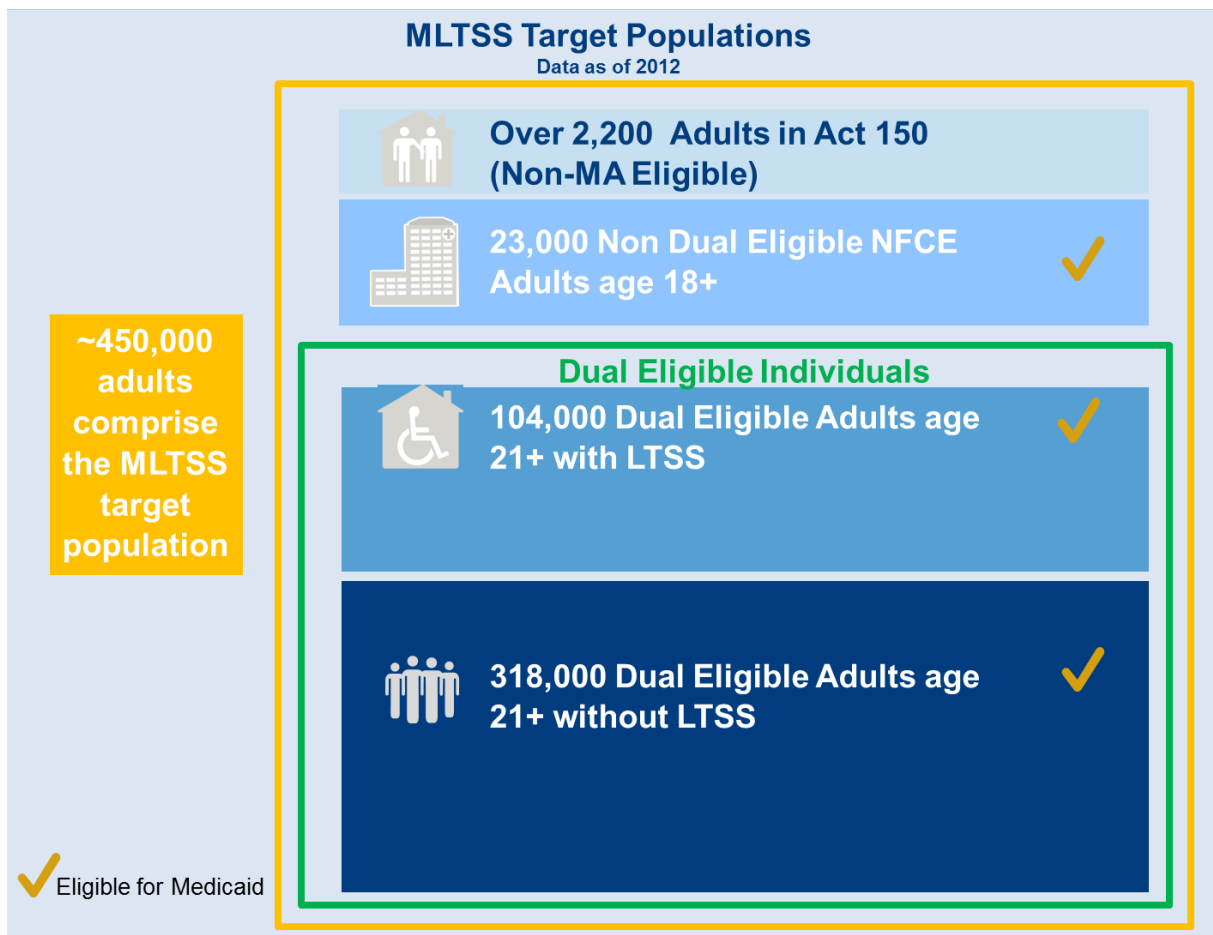 MLTSS Target Populations
Data as of 2012
Over 2,200 Adults in Act 150
(Non-MA Eligible)
23,000 Non Dual Eligible NFCE
Adults age 18+
~450,000
adults
comprise
the MLTSS
target
population
Dual Eligible Individuals
104,000 Dual Eligible Adults age
21+ with LTSS
318,000 Dual Eligible Adults age
21+ without LTSS
Eligible for Medicaid